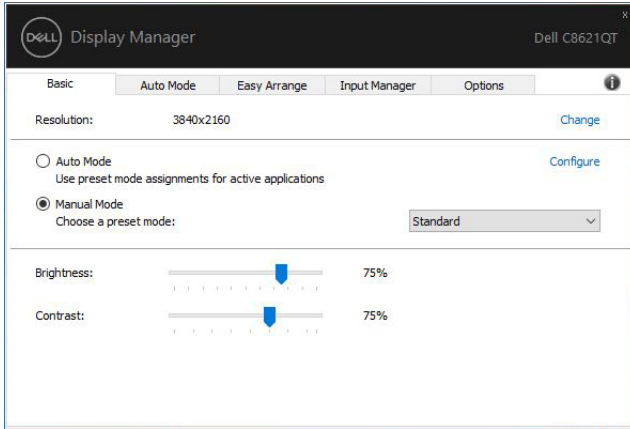 DELL Display Manager
x
Dell C8621QT
Basic Auto Mode Easy Arrange Input Manager Options
Resolution: 3840x2160 Change
Auto Mode Configure
Use preset mode assignments for active applications
Manual Mode
Choose a preset mode: Standard
Brightness: 75%
Contrast: 75%